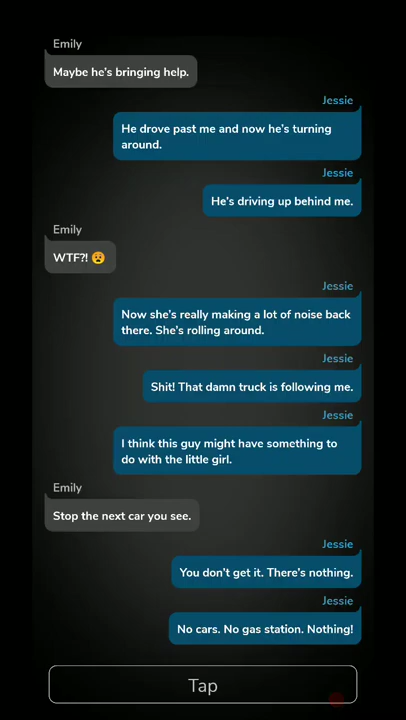 Emily
Maybe he's bringing help.
Jessie
He drove past me and now he's turning
around.
Jessie
He's driving up behind me.
Emily
WTF?! 😧
Jessie
Now she's really making a lot of noise back
there. She's rolling around.
Jessie
Shit! That damn truck is following me.
Jessie
I think this guy might have something to
do with the little girl.
Emily
Stop the next car you see.
Jessie
You don't get it. There's nothing.
Jessie
No cars. No gas station. Nothing!
Tap